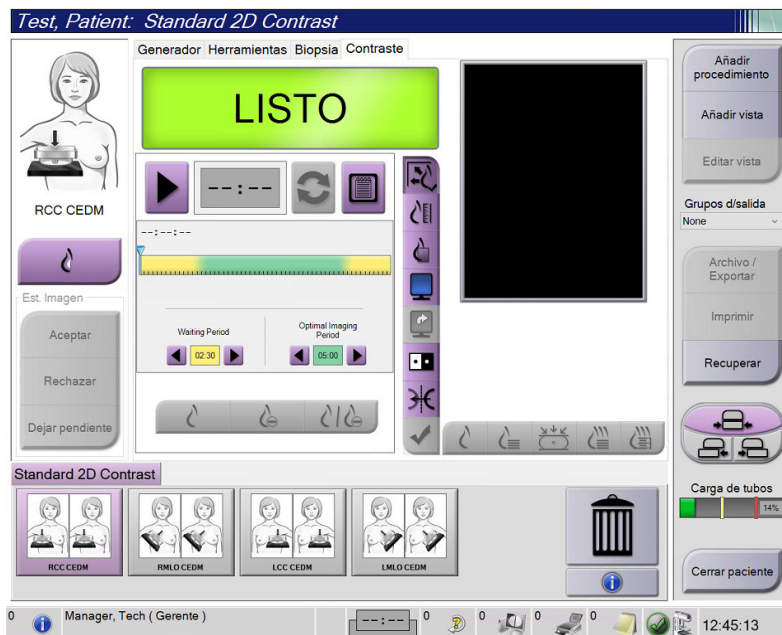 Test, Patient: Standard 2D Contrast
Generador Herramientas Biopsia Contraste
LISTO
--:--
RCC CEDM
--:--:--
Est. Imagen
Aceptar
Rechazar
Dejar pendiente
Waiting Period
02:30
Optimal Imaging
Period
05:00
Añadir
procedimiento
Añadir vista
Editar vista
Grupos d/salida
None
Archivo /
Exportar
Imprimir
Recuperar
Carga de tubos
14%
Cerrar paciente
Standard 2D Contrast
RCC CEDM
RMLO CEDM
LCC CEDM
LMLO CEDM
0 Manager, Tech ( Gerente ) --:-- 0 0 0 0 12:45:13